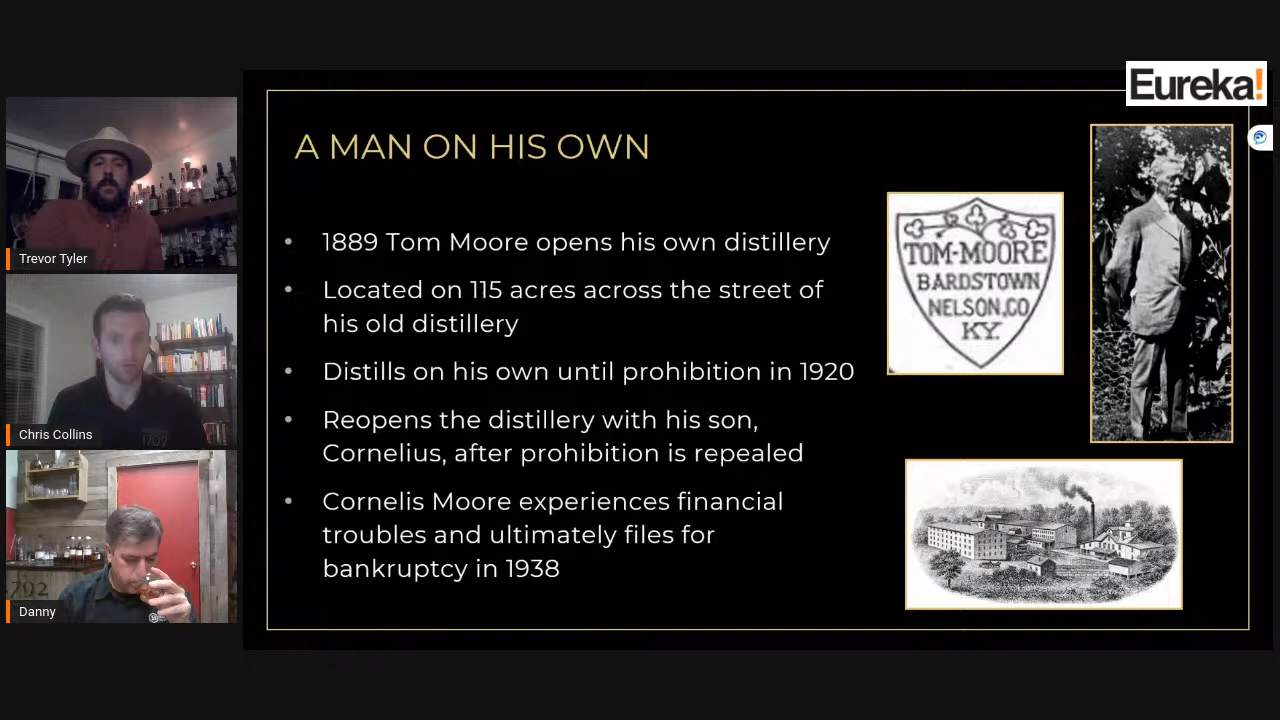 Eureka!
A MAN ON HIS OWN
• 1889 Tom Moore opens his own distillery
• Located on 115 acres across the street of
his old distillery
• Distills on his own until prohibition in 1920
• Reopens the distillery with his son,
Cornelius, after prohibition is repealed
• Cornelis Moore experiences financial
troubles and ultimately files for
bankruptcy in 1938
TOM-MOORE
BARDSTOWN
NELSON,CO
KY.
Trevor Tyler
1702
Chris Collins
702
Danny